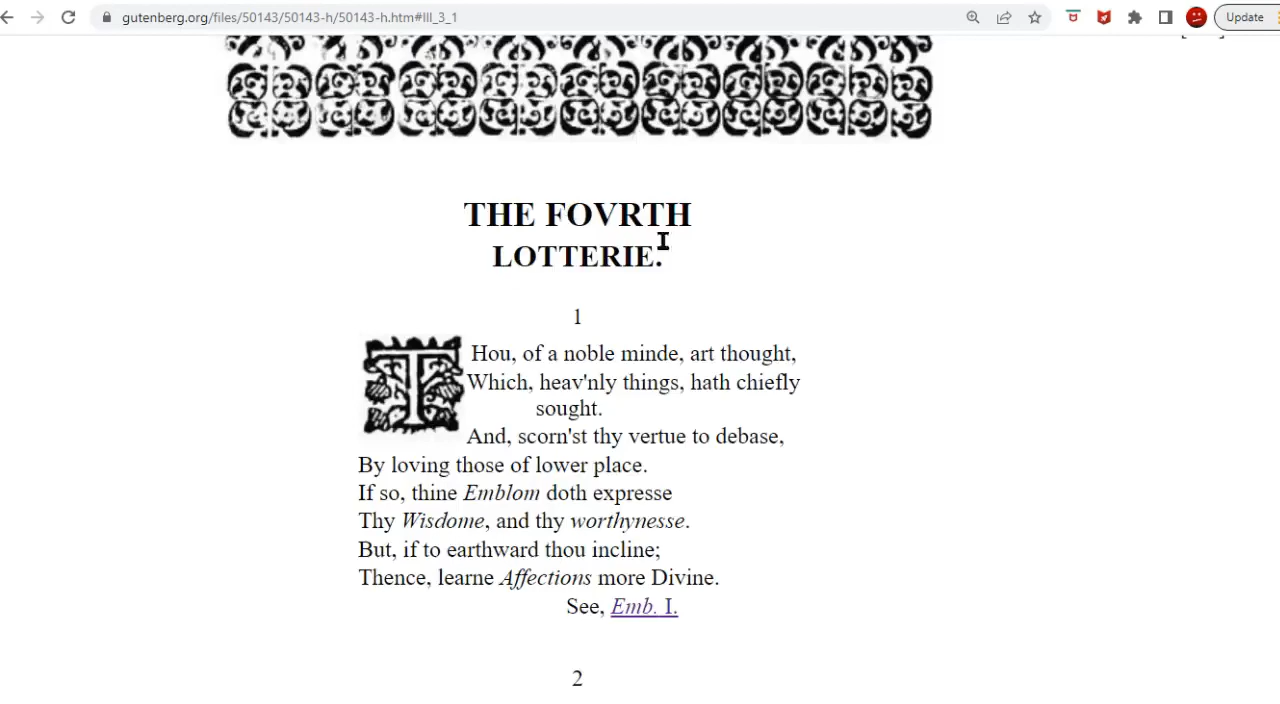 gutenberg.org/files/50143/50143-h/50143-h.htm#III_3_1
Update
THE FOVRTH
LOTTERIE.
1
THou, of a noble minde, art thought,
Which, heav'nly things, hath chiefly
sought.
And, scorn'st thy vertue to debase,
By loving those of lower place.
If so, thine Emblom doth expresse
Thy Wisdome, and thy worthynesse.
But, if to earthward thou incline;
Thence, learne Affections more Divine.
See, Emb. I.
2